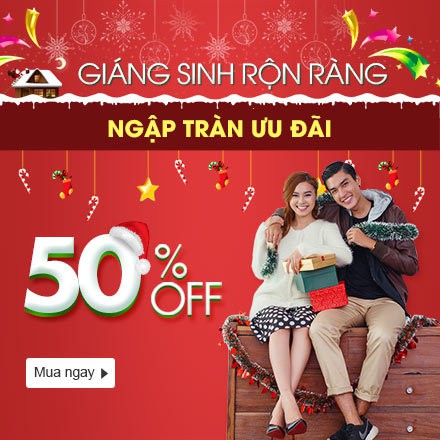 GIÁNG SINH RỘN RÀNG
NGẬP TRÀN ƯU ĐÃI
50% OFF
Mua ngay